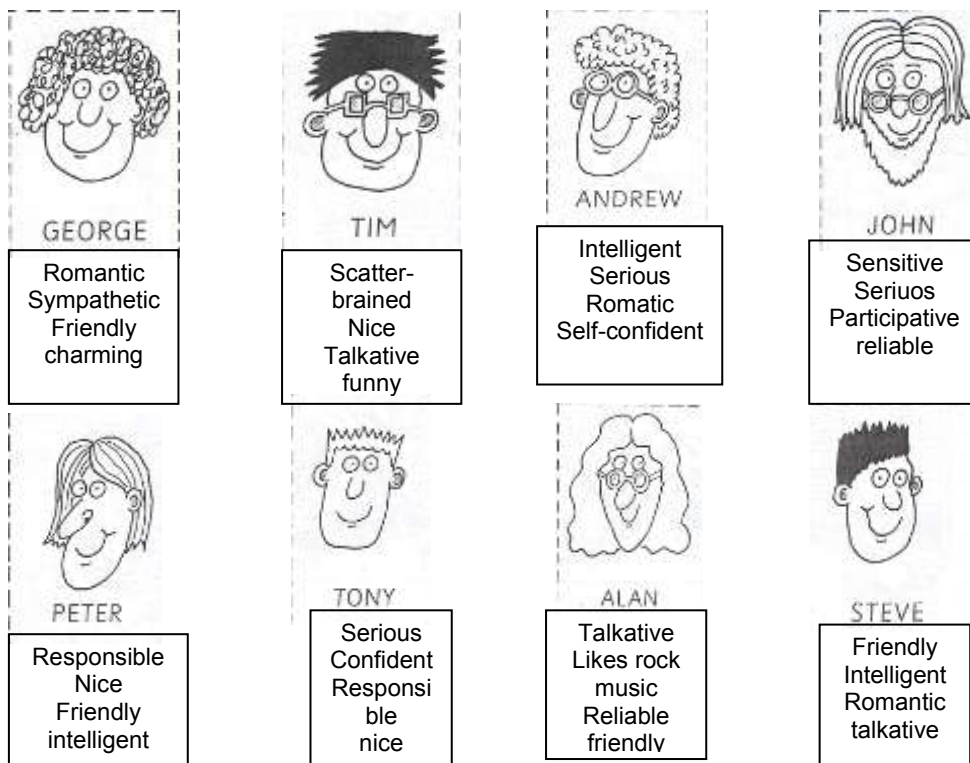 GEORGE
Romantic
Sympathetic
Friendly
charming
TIM
Scatter-
brained
Nice
Talkative
funny
ANDREW
Intelligent
Serious
Romatic
Self-confident
JOHN
Sensitive
Seriuos
Participative
reliable
PETER
Responsible
Nice
Friendly
intelligent
TONY
Serious
Confident
Responsi
ble
nice
ALAN
Talkative
Likes rock
music
Reliable
friendly
STEVE
Friendly
Intelligent
Romantic
talkative